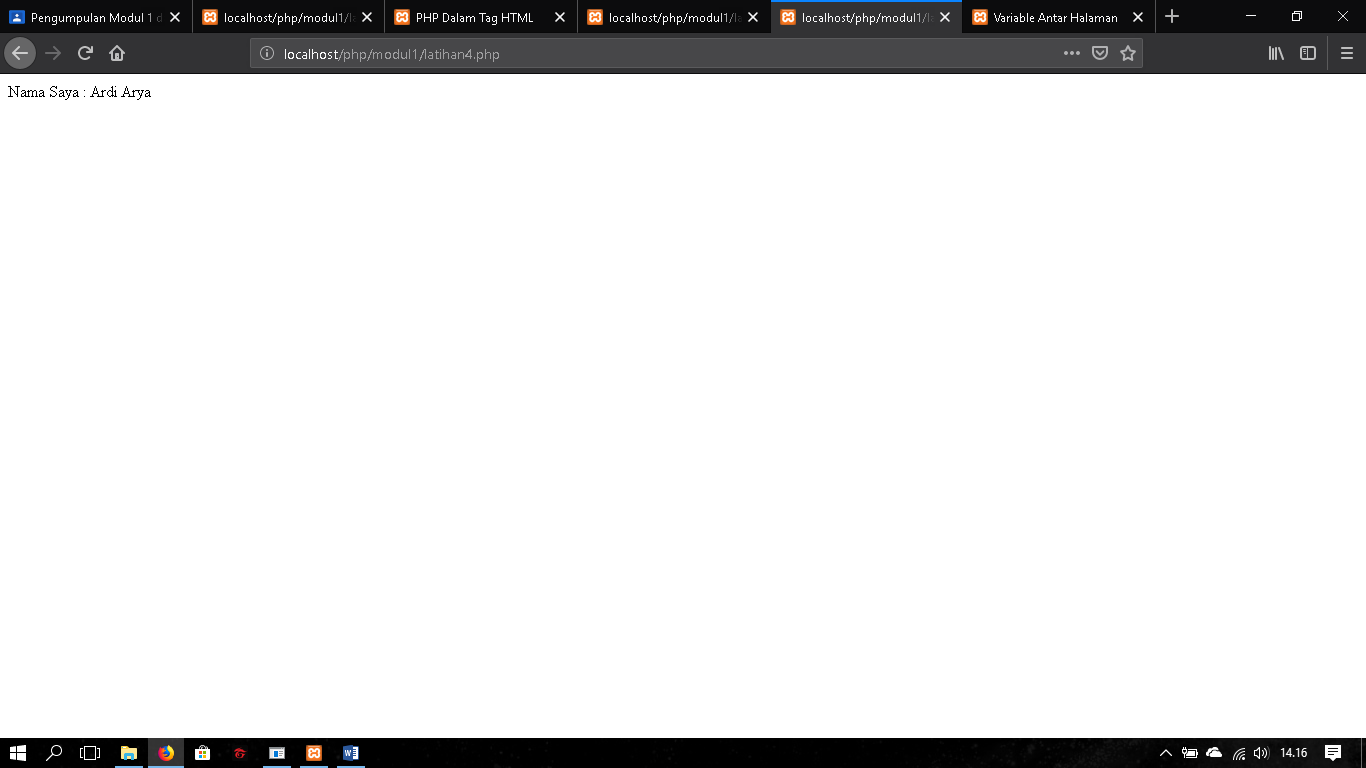 Pengumpulan Modul 1 d
localhost/php/modul1/l
PHP Dalam Tag HTML
localhost/php/modul1/l
localhost/php/modul1/l
Variable Antar Halaman
localhost/php/modul1/latihan4.php
Nama Saya : Ardi Arya
14.16